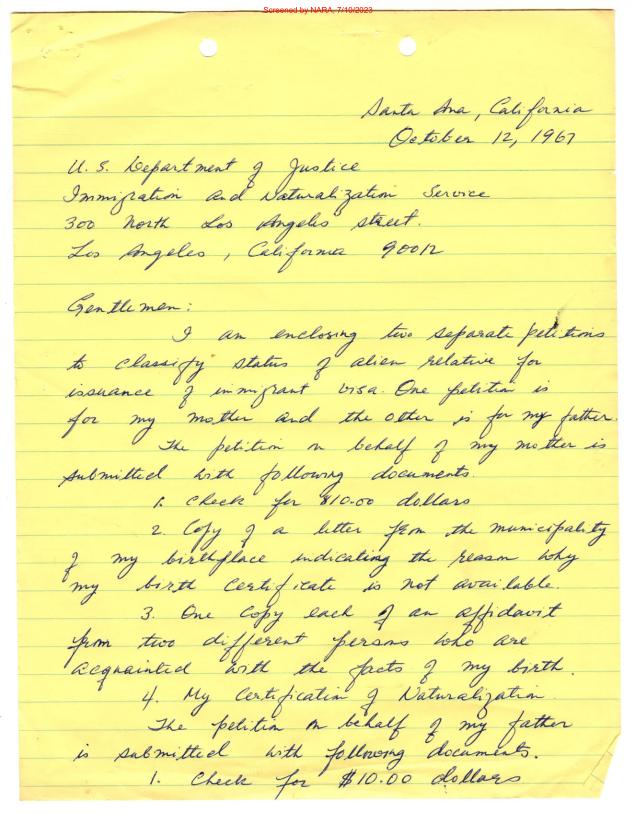 Screened by NARA, 7/10/2023
Santa Ana, California
October 12, 1967
U. S. Department of Justice
Immigration and Naturalization Service
300 North Los Angeles Street.
Los Angeles, California 90012
Gentlemen:
I am enclosing two separate petitions
to classify status of alien relative for
issuance of immigrant visa. One petition is
for my mother and the other is for my father.
The petition on behalf of my mother is
submitted with following documents.
1. Check for $10.00 dollars
2. Copy of a letter from the municipality
of my birthplace indicating the reason why
my birth certificate is not available.
3. One copy each of an affidavit
from two different persons who are
acquainted with the facts of my birth.
4. My Certification of Naturalization.
The petition on behalf of my father
is submitted with following documents.
1. Check for $10.00 dollars